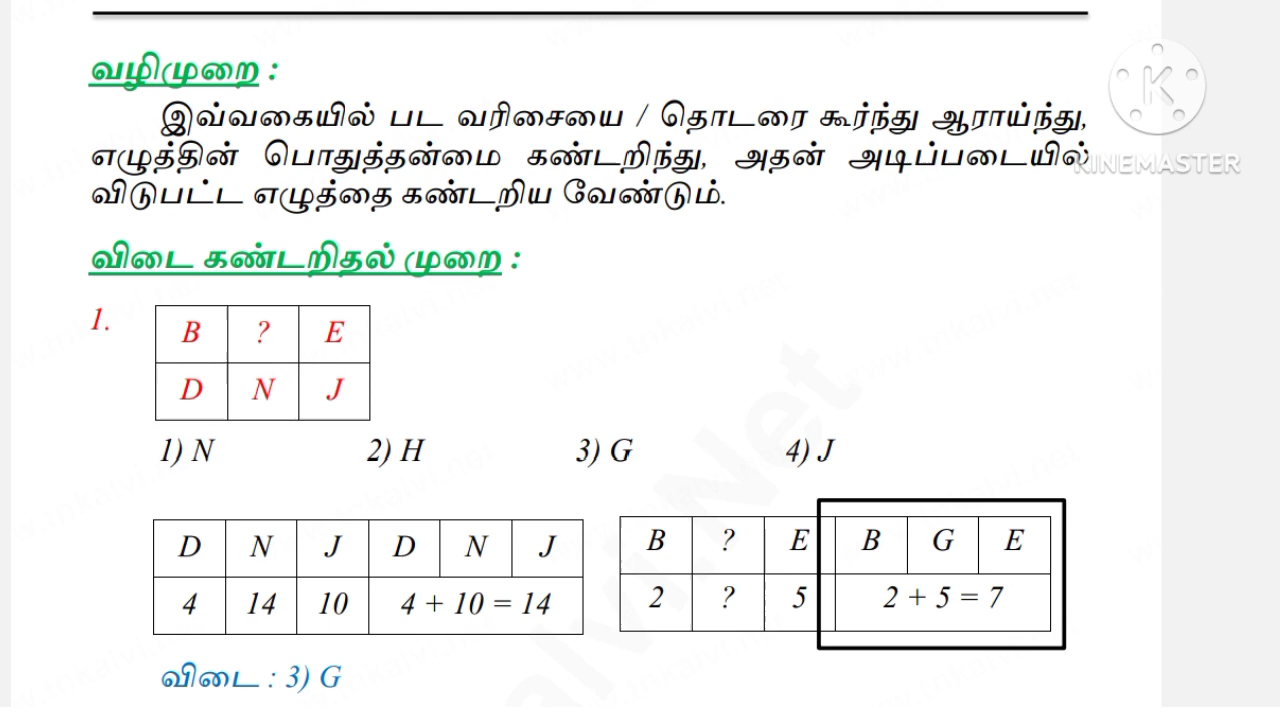 வழிமுறை :
இவ்வகையில் பட வரிசையை / தொடரை கூர்ந்து ஆராய்ந்து,
எழுத்தின் பொதுத்தன்மை கண்டறிந்து, அதன் அடிப்படையில்
விடுபட்ட எழுத்தை கண்டறிய வேண்டும்.
K
KINEMASTER
விடை கண்டறிதல் முறை :
1.
B ? E
D N J
1) N 2) H 3) G 4) J
D N J D N J
4 14 10 4 + 10 = 14
B ? E B G E
2 ? 5 2 + 5 = 7
விடை : 3) G